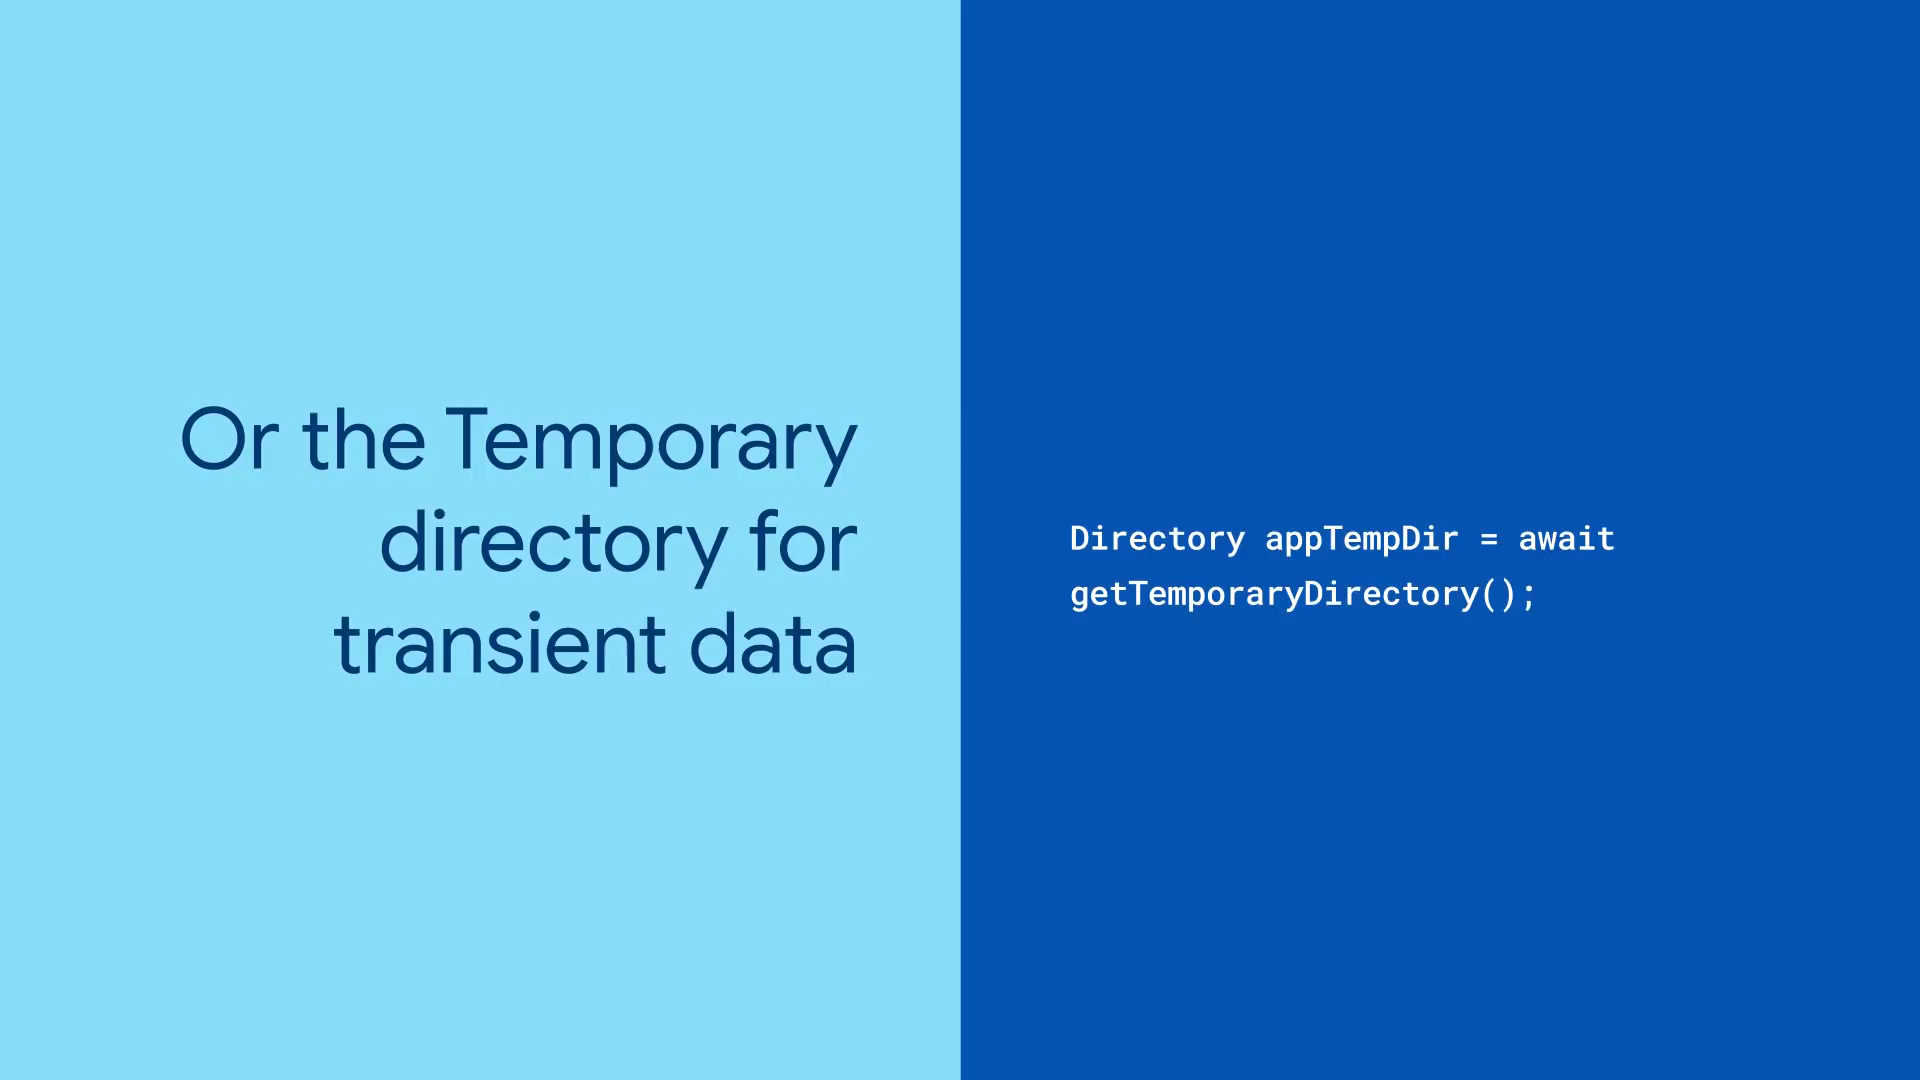 Or the Temporary
directory for
transient data
Directory appTempDir = await
getTemporaryDirectory();